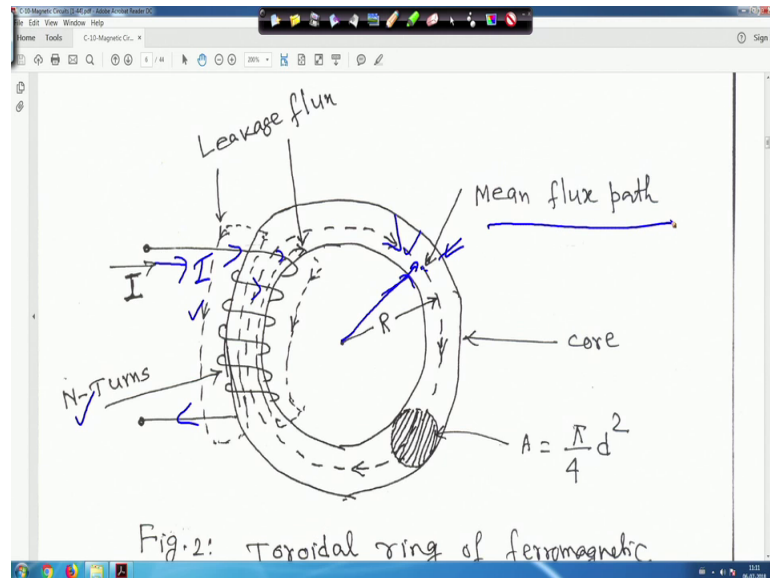 C-10-Magnetic Circuits [1-44].pdf - Adobe Acrobat Reader DC
File Edit View Window Help
Home Tools C-10-Magnetic Cir... × Sign
6 / 44 200%
Leakage flux
Mean flux path
I I
R
core
N-Turns
A = π/4 d²
Fig.2: Toroidal ring of ferromagnetic
11:11